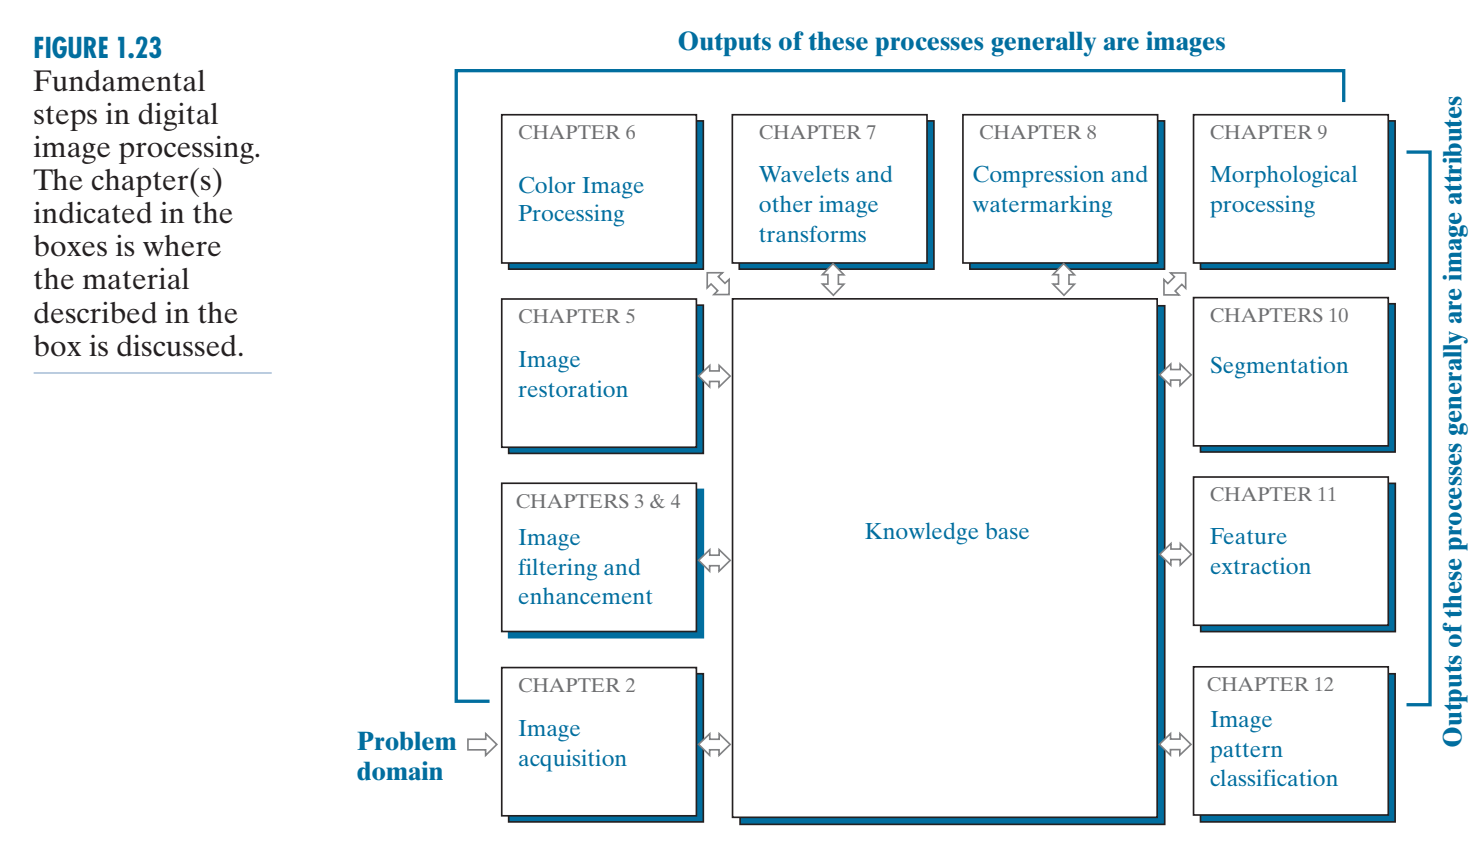 FIGURE 1.23
Fundamental
steps in digital
image processing.
The chapter(s)
indicated in the
boxes is where
the material
described in the
box is discussed.
Outputs of these processes generally are images
CHAPTER 6
Color Image
Processing
CHAPTER 7
Wavelets and
other image
transforms
CHAPTER 8
Compression and
watermarking
CHAPTER 9
Morphological
processing
CHAPTER 5
Image
restoration
CHAPTERS 10
Segmentation
CHAPTERS 3 & 4
Image
filtering and
enhancement
Knowledge base
CHAPTER 11
Feature
extraction
Problem
domain
CHAPTER 2
Image
acquisition
CHAPTER 12
Image
pattern
classification
Outputs of these processes generally are image attributes